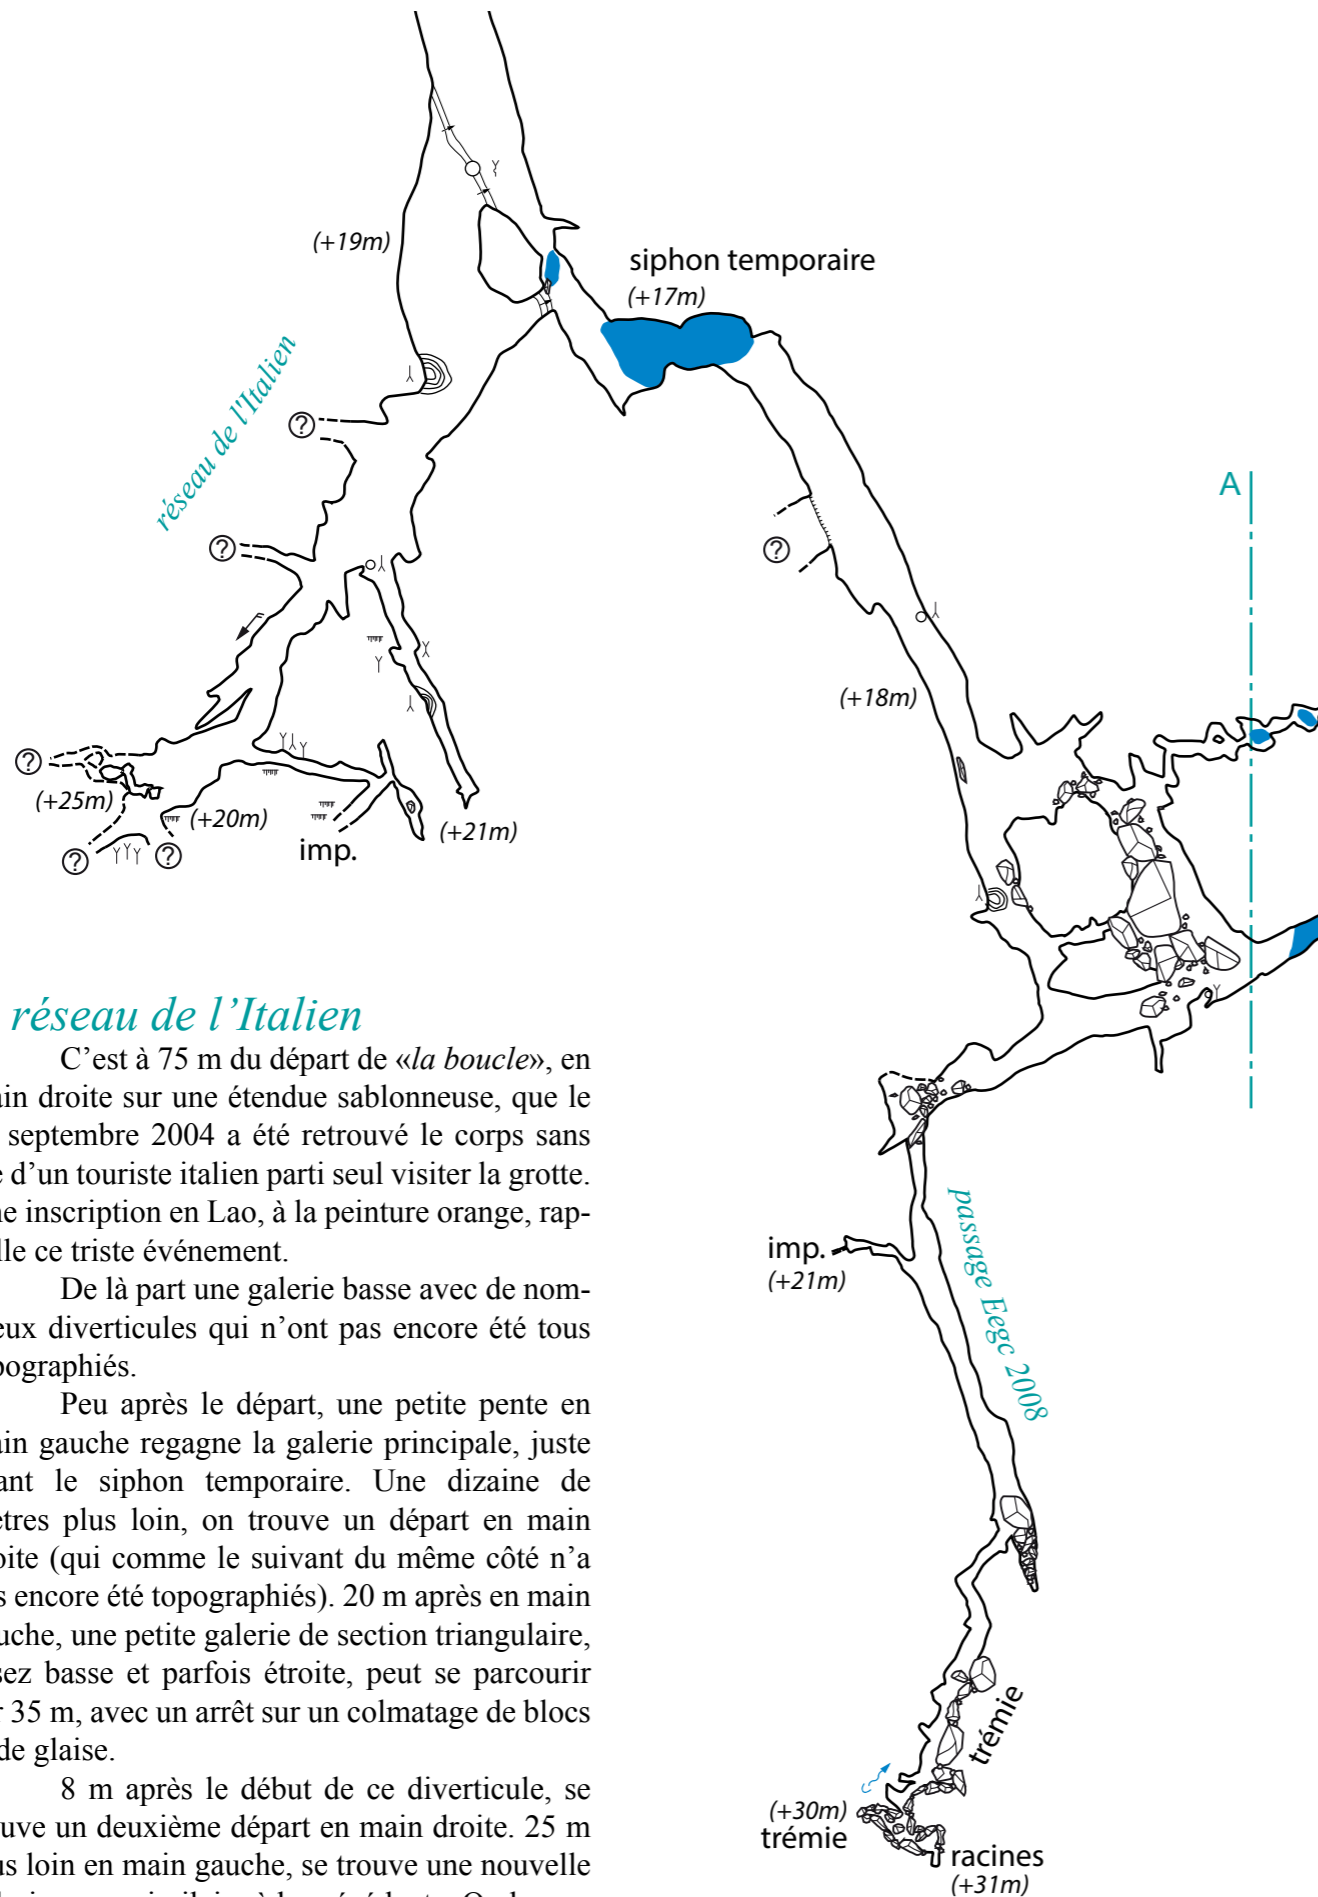 (+19m)
siphon temporaire
(+17m)
réseau de l'Italien
?
?
?
A
(+18m)
?
(+25m)
(+20m)
(+21m)
imp.
?
?
réseau de l’Italien
C’est à 75 m du départ de «la boucle», en
ain droite sur une étendue sablonneuse, que le
septembre 2004 a été retrouvé le corps sans
e d’un touriste italien parti seul visiter la grotte.
ne inscription en Lao, à la peinture orange, rap-
lle ce triste événement.
De là part une galerie basse avec de nom-
eux diverticules qui n’ont pas encore été tous
pographiés.
Peu après le départ, une petite pente en
ain gauche regagne la galerie principale, juste
ant le siphon temporaire. Une dizaine de
ètres plus loin, on trouve un départ en main
oite (qui comme le suivant du même côté n’a
s encore été topographiés). 20 m après en main
uche, une petite galerie de section triangulaire,
sez basse et parfois étroite, peut se parcourir
r 35 m, avec un arrêt sur un colmatage de blocs
de glaise.
8 m après le début de ce diverticule, se
uve un deuxième départ en main droite. 25 m
us loin en main gauche, se trouve une nouvelle
imp.
(+21m)
passage Eegc 2008
trémie
(+30m)
trémie
racines
(+31m)